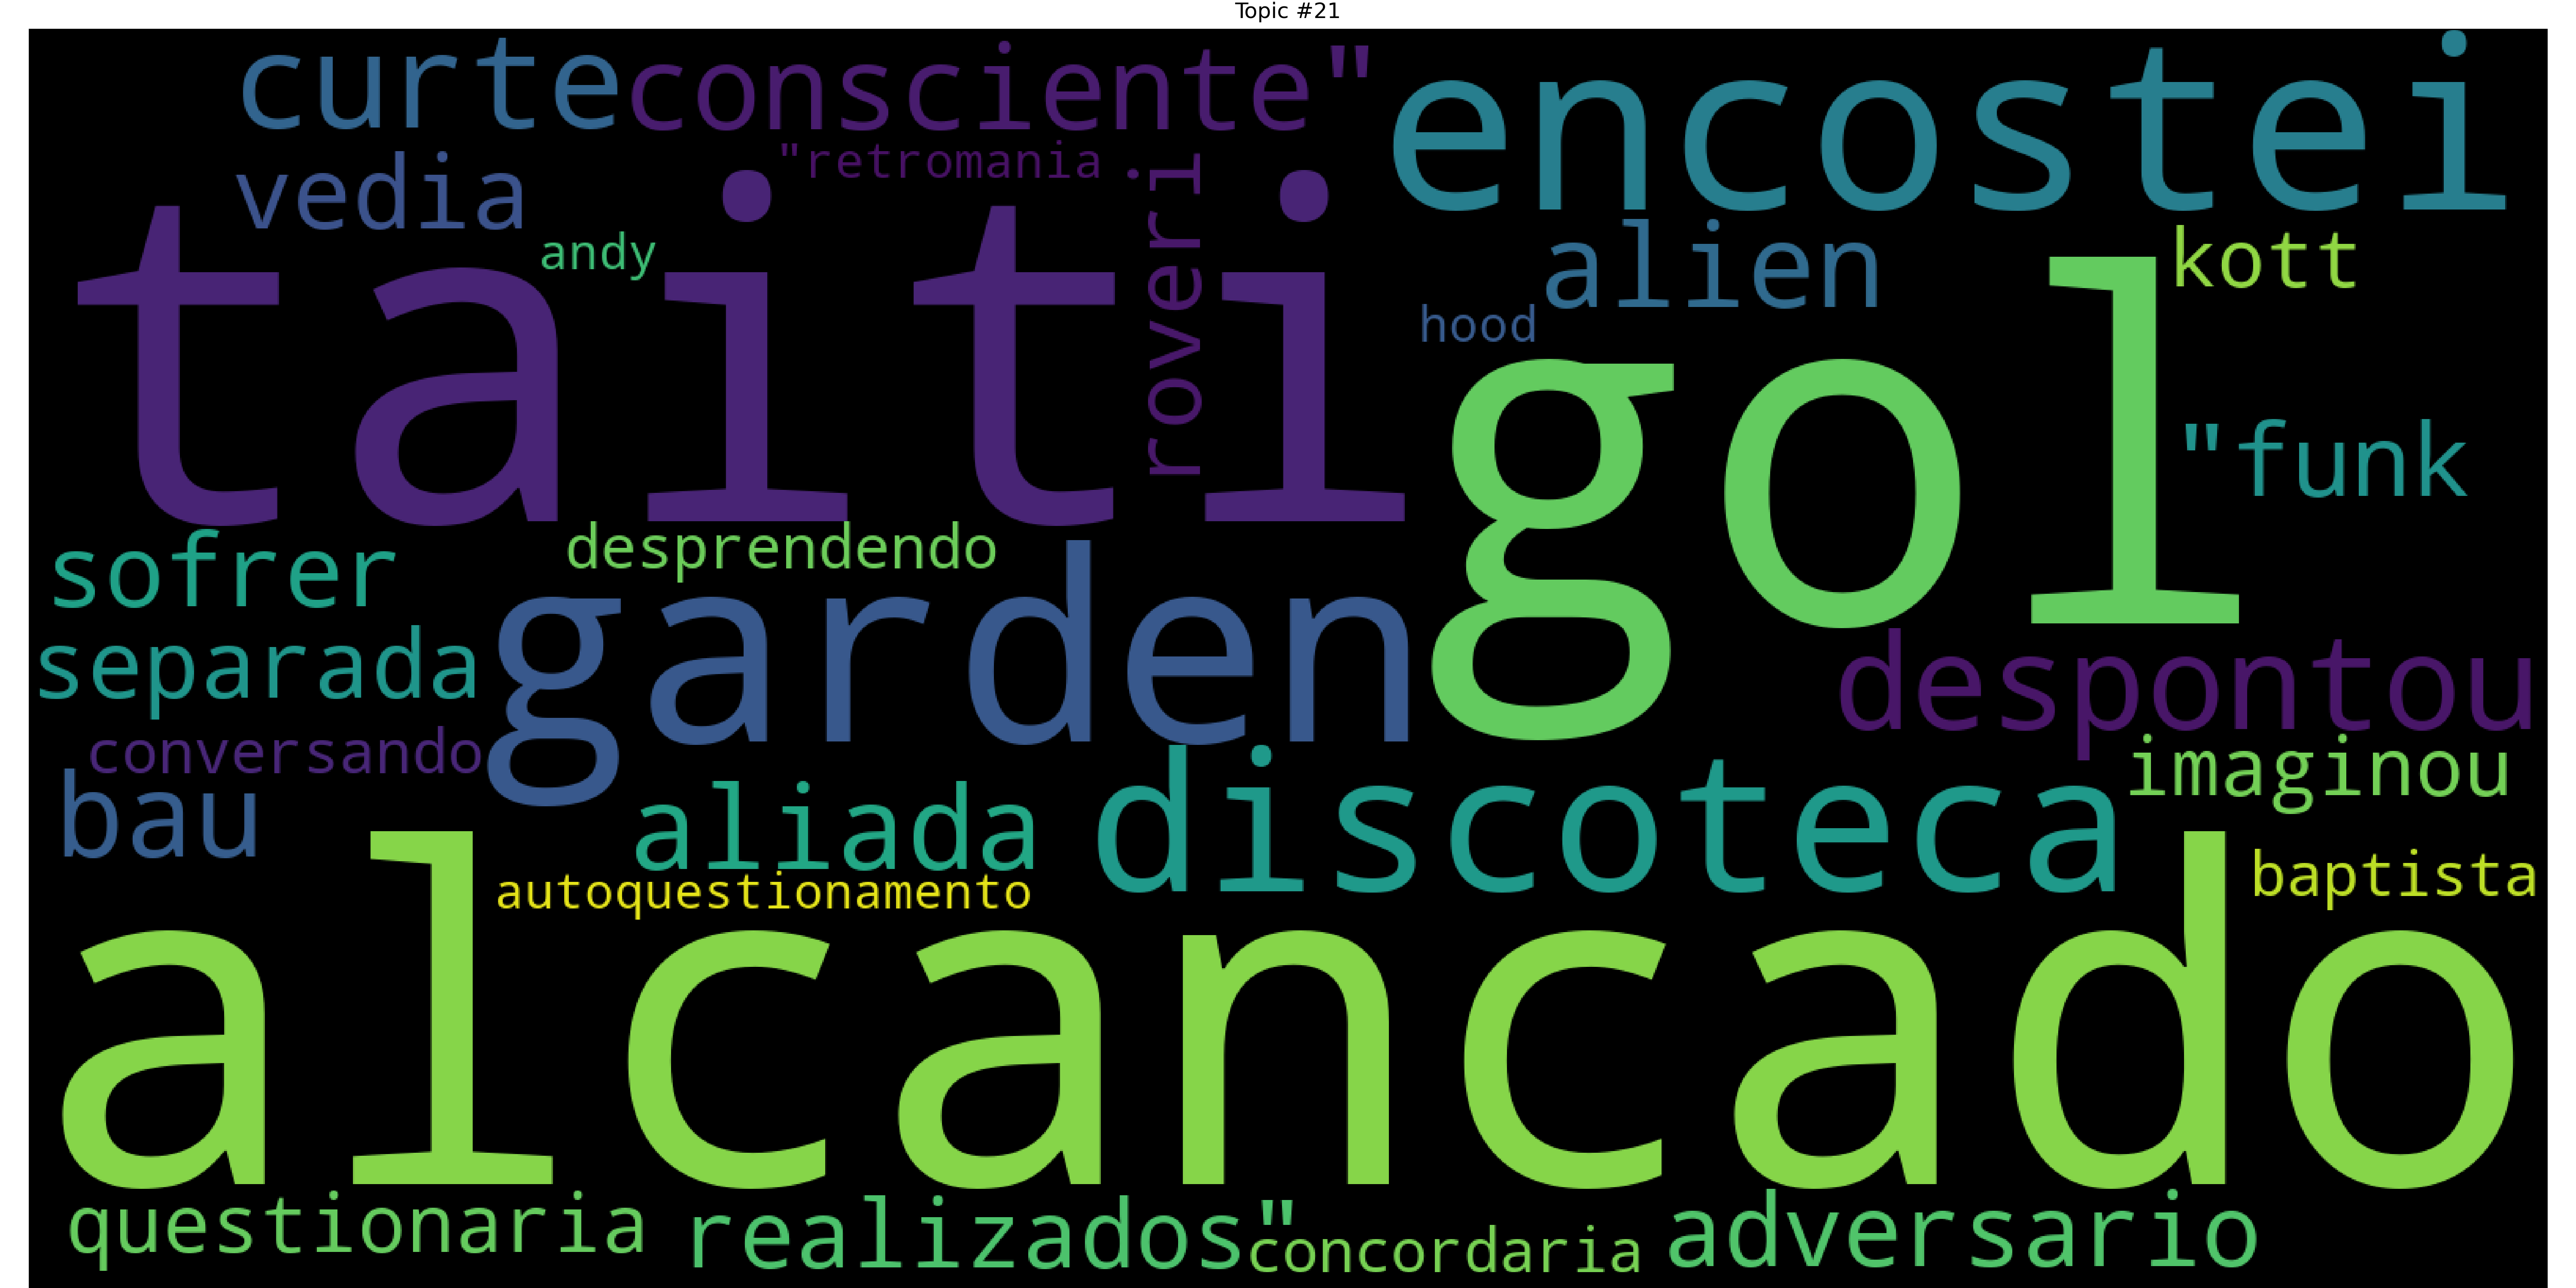 Topic #21
curte
consciente"
encostei
"retromania
vedia
roveri
andy
alien
kott
hood
taiti
gol
"funk
desprendendo
sofrer
garden
separada
despontou
conversando
imaginou
bau
aliada
discoteca
autoquestionamento
baptista
alcancado
questionaria
realizados"
concordaria
adversario